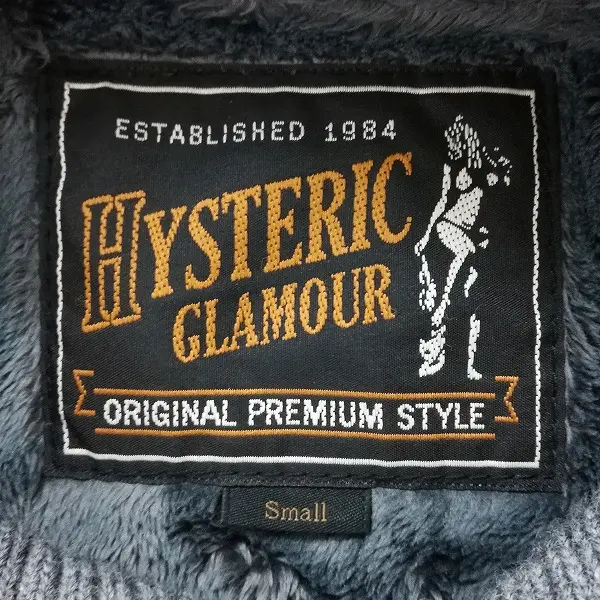 ESTABLISHED 1984
HYSTERIC
GLAMOUR
ORIGINAL PREMIUM STYLE
Small